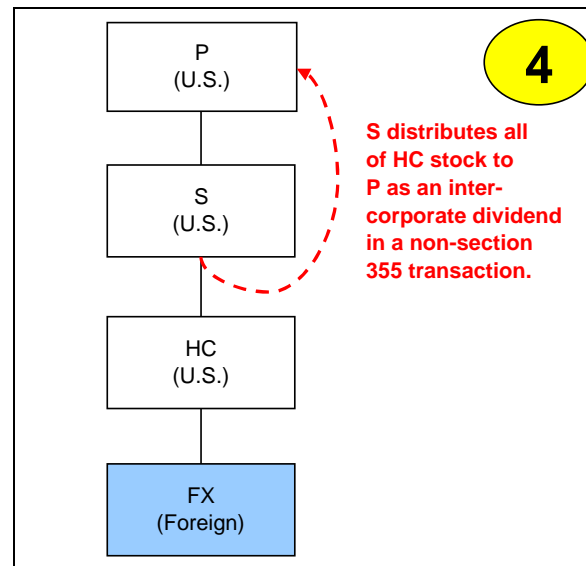 P
(U.S.)
4
S distributes all
of HC stock to
P as an inter-
corporate dividend
in a non-section
355 transaction.
S
(U.S.)
HC
(U.S.)
FX
(Foreign)